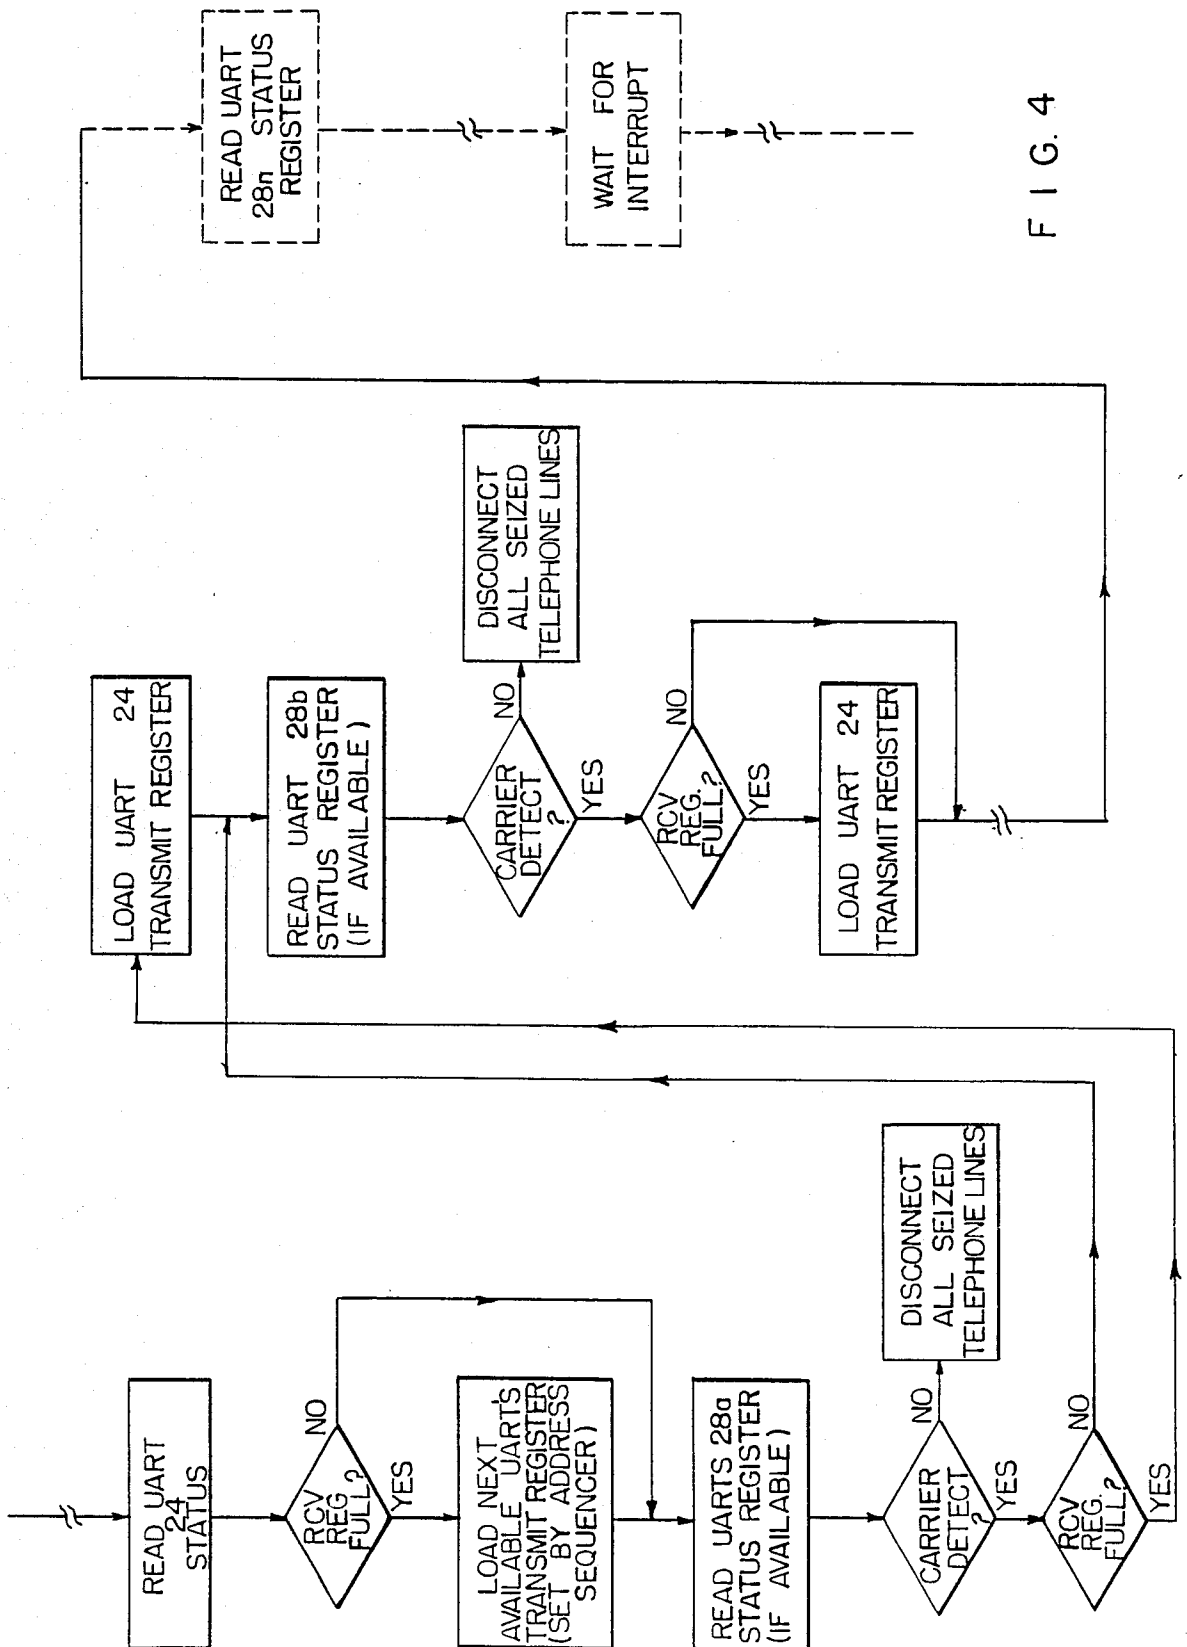 READ UART
24
STATUS
RCV
REG
FULL?
NO
YES
LOAD NEXT
AVAILABLE UART'S
TRANSMIT REGISTER
(SET BY ADDRESS
SEQUENCER)
READ UARTS 28a
STATUS REGISTER
(IF AVAILABLE)
CARRIER
DETECT
?
NO
DISCONNECT
ALL SEIZED
TELEPHONE LINES
YES
RCV
REG.
FULL?
NO
YES
LOAD UART 24
TRANSMIT REGISTER
READ UART 28b
STATUS REGISTER
(IF AVAILABLE)
CARRIER
DETECT
?
NO
DISCONNECT
ALL SEIZED
TELEPHONE LINES
YES
RCV
REG.
FULL?
NO
YES
LOAD UART 24
TRANSMIT REGISTER
READ UART
28n STATUS
REGISTER
WAIT FOR
INTERRUPT
FIG. 4